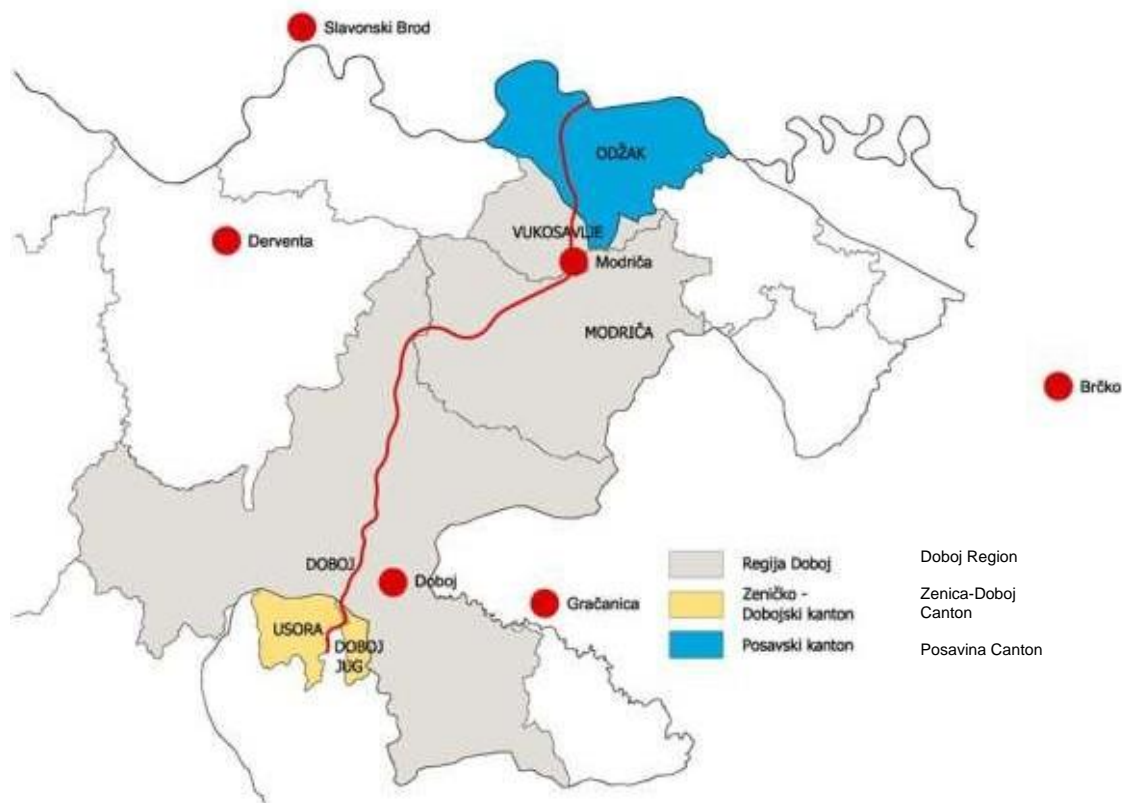 Slavonski Brod
ODŽAK
VUKOSAVLJE
Derventa
Modriča
MODRIČA
Brčko
DOBOJ
Doboj
Gračanica
USORA
DOBOJ
JUG
Regija Doboj
Doboj Region
Zeničko -
Dobojski kanton
Zenica-Doboj
Canton
Posavski kanton
Posavina Canton